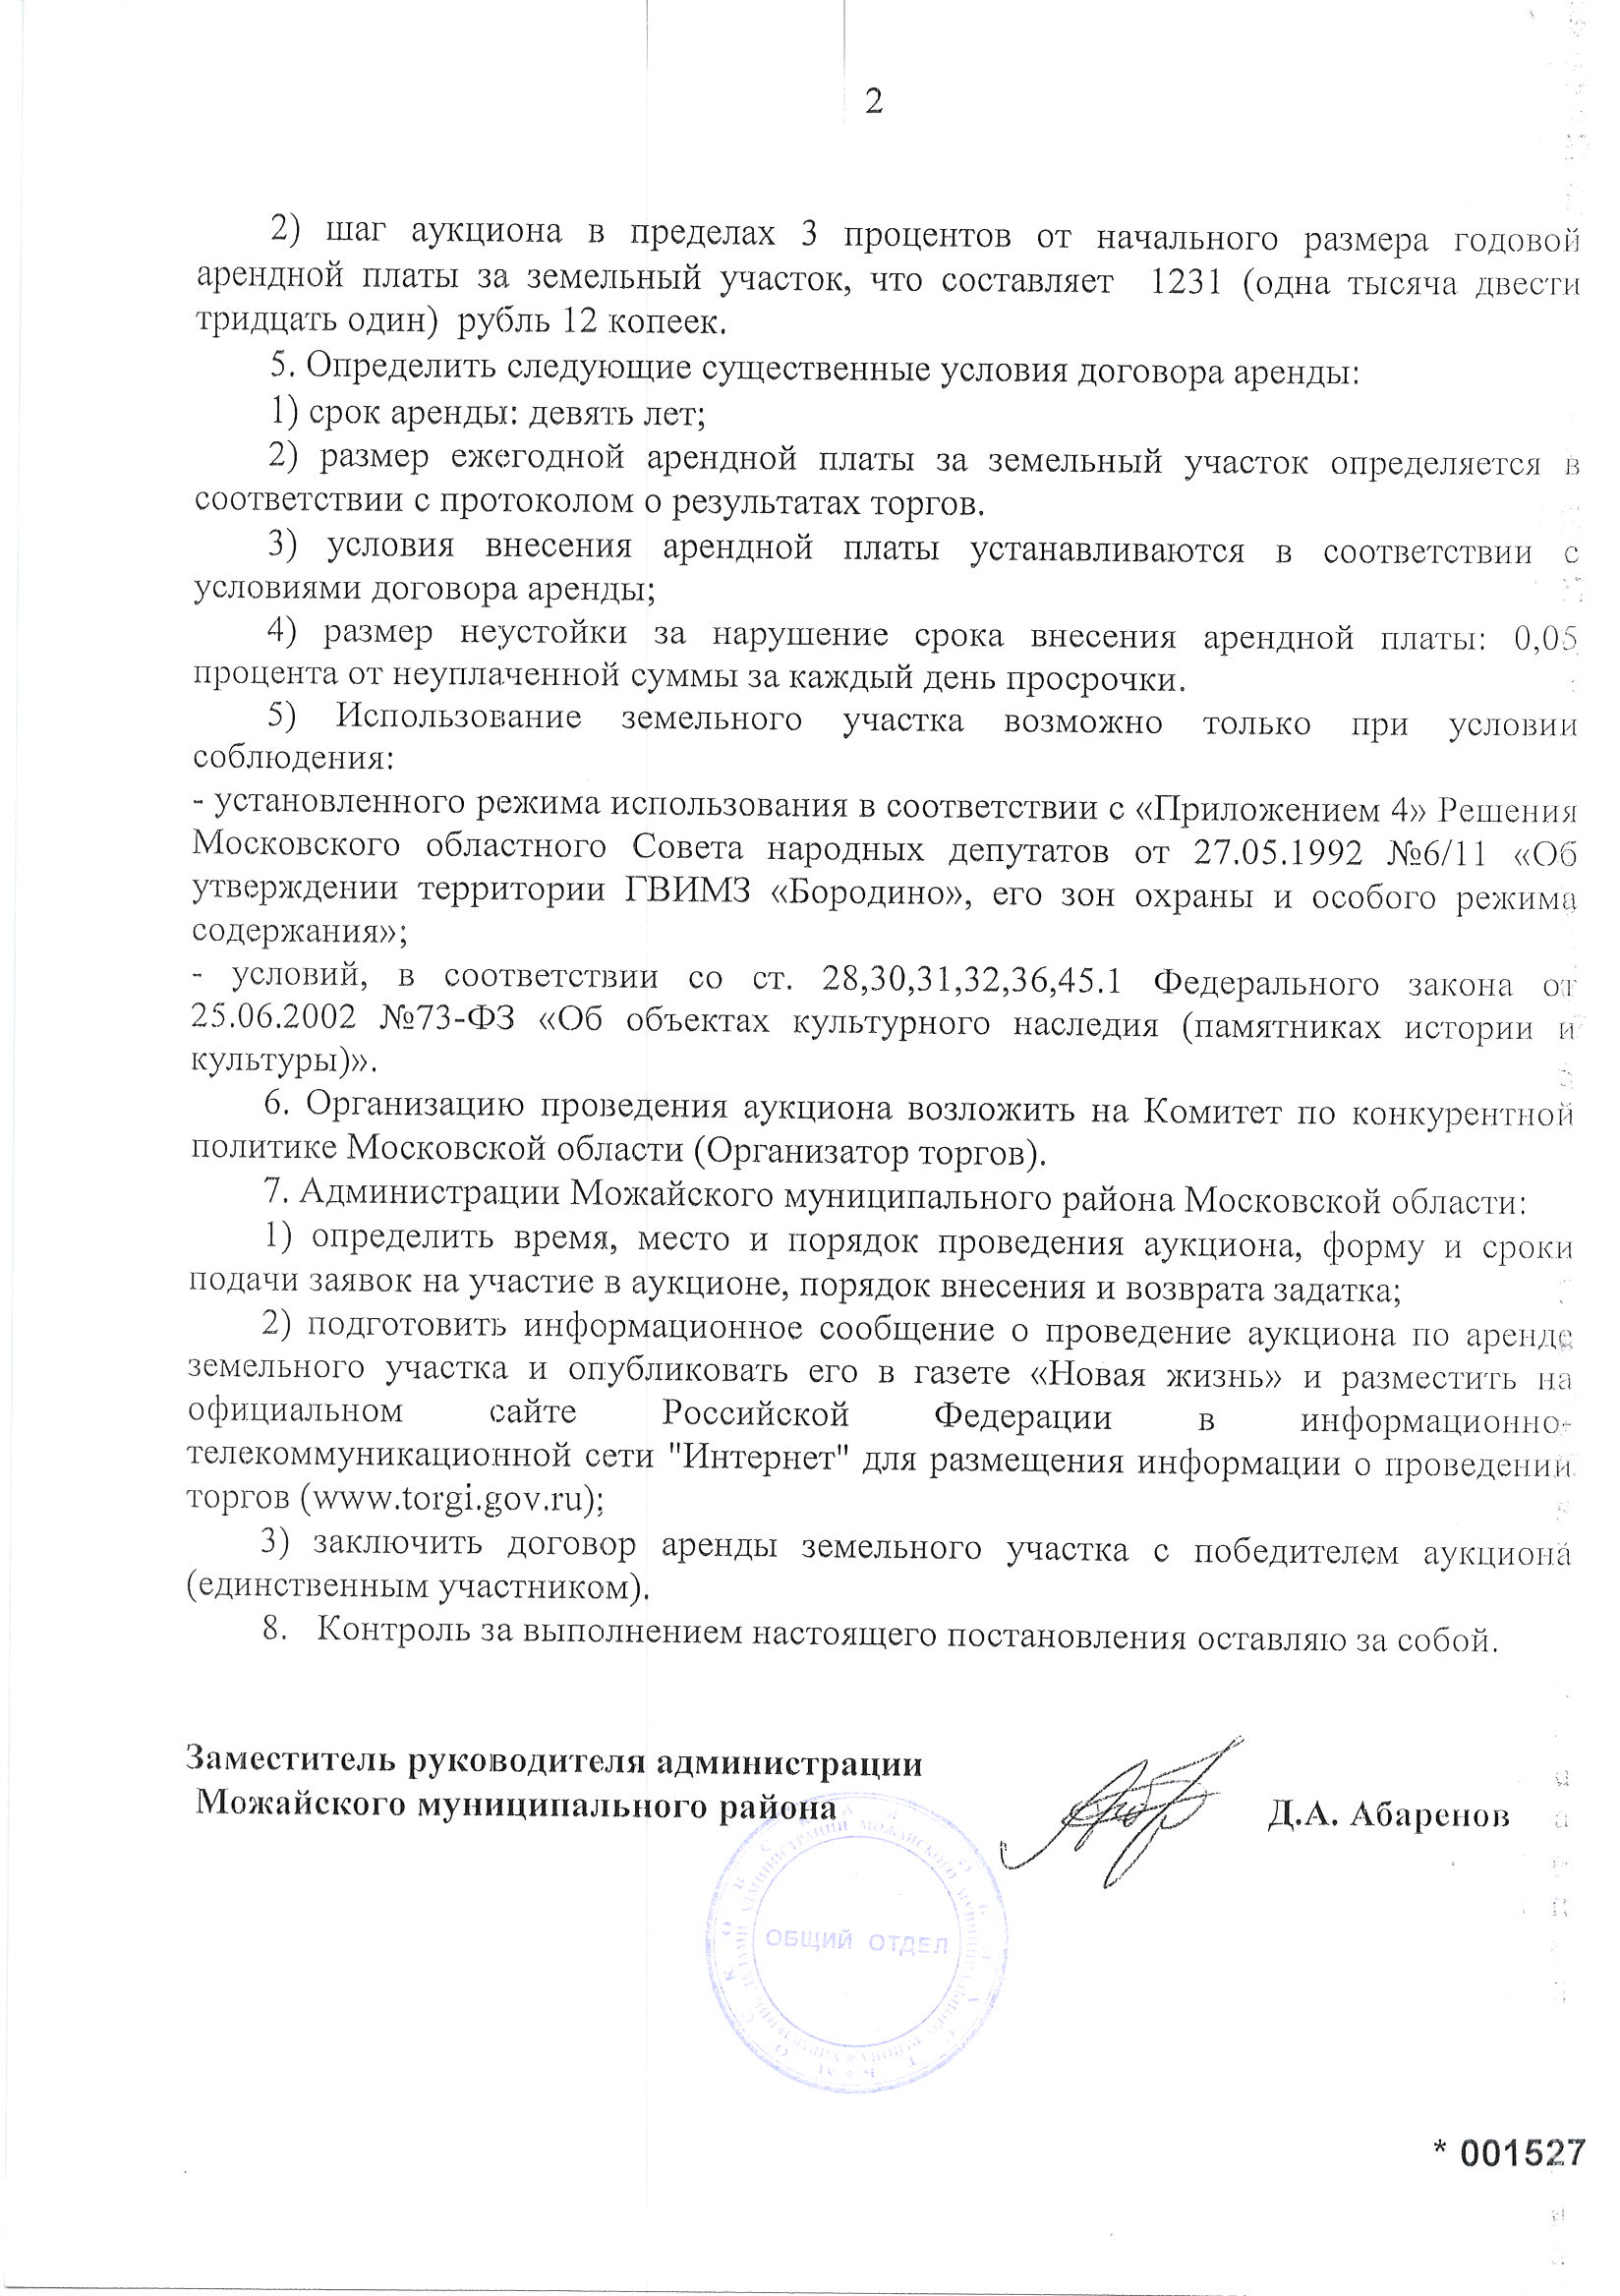 2
2) шаг аукциона в пределах 3 процентов от начального размера годовой
арендной платы за земельный участок, что составляет 1231 (одна тысяча двести
тридцать один) рубль 12 копеек.
5. Определить следующие существенные условия договора аренды:
1) срок аренды: девять лет;
2) размер ежегодной арендной платы за земельный участок определяется в
соответствии с протоколом о результатах торгов.
3) условия внесения арендной платы устанавливаются в соответствии с
условиями договора аренды;
4) размер неустойки за нарушение срока внесения арендной платы: 0,05
процента от неуплаченной суммы за каждый день просрочки.
5) Использование земельного участка возможно только при условии
соблюдения:
- установленного режима использования в соответствии с «Приложением 4» Решения
Московского областного Совета народных депутатов от 27.05.1992 №6/11 «Об
утверждении территории ГВИМЗ «Бородино», его зон охраны и особого режима
содержания»;
- условий, в соответствии со ст. 28,30,31,32,36,45.1 Федерального закона от
25.06.2002 №73-ФЗ «Об объектах культурного наследия (памятниках истории и
культуры)».
6. Организацию проведения аукциона возложить на Комитет по конкурентной
политике Московской области (Организатор торгов).
7. Администрации Можайского муниципального района Московской области:
1) определить время, место и порядок проведения аукциона, форму и сроки
подачи заявок на участие в аукционе, порядок внесения и возврата задатка;
2) подготовить информационное сообщение о проведение аукциона по аренде
земельного участка и опубликовать его в газете «Новая жизнь» и разместить на
официальном сайте Российской Федерации в информационно-
телекоммуникационной сети "Интернет" для размещения информации о проведении
торгов (www.torgi.gov.ru);
3) заключить договор аренды земельного участка с победителем аукциона
(единственным участником).
8. Контроль за выполнением настоящего постановления оставляю за собой.
Заместитель руководителя администрации
Можайского муниципального района
Д.А. Абаренов
ОБЩИЙ ОТДЕЛ
* 001527